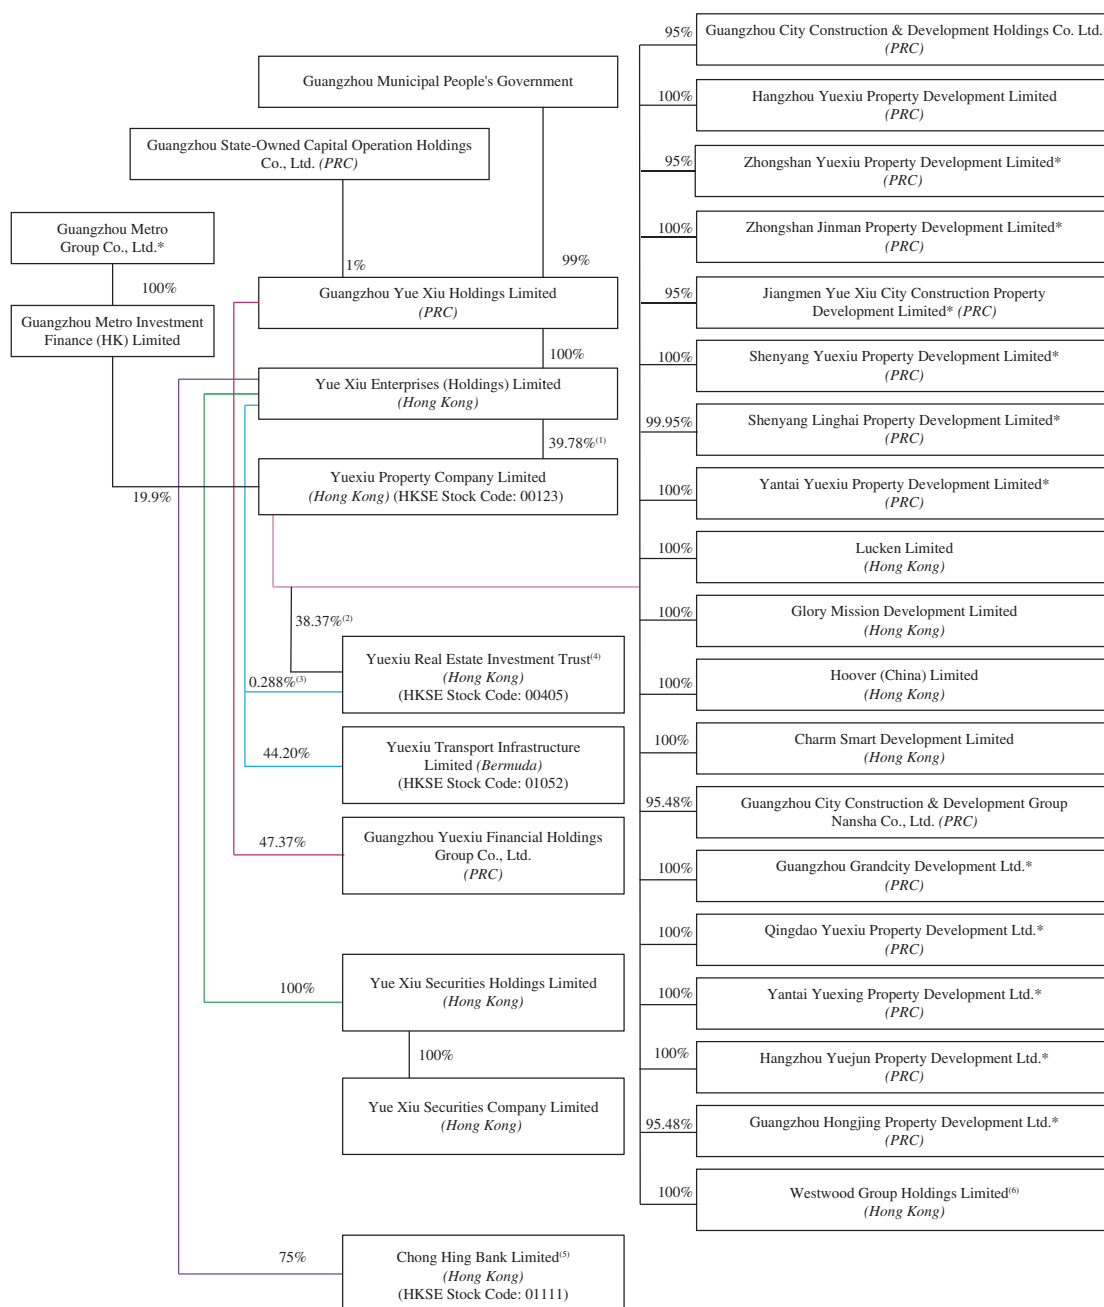 Guangzhou Municipal People's Government
Guangzhou State-Owned Capital Operation Holdings
Co., Ltd. (PRC)
Guangzhou Metro
Group Co., Ltd.*
1%
99%
100%
Guangzhou Yue Xiu Holdings Limited
(PRC)
Guangzhou Metro Investment
Finance (HK) Limited
100%
Yue Xiu Enterprises (Holdings) Limited
(Hong Kong)
39.78%(1)
Yuexiu Property Company Limited
(Hong Kong) (HKSE Stock Code: 00123)
19.9%
38.37%(2)
Yuexiu Real Estate Investment Trust(4)
(Hong Kong)
(HKSE Stock Code: 00405)
0.288%(3)
44.20%
Yuexiu Transport Infrastructure
Limited (Bermuda)
(HKSE Stock Code: 01052)
47.37%
Guangzhou Yuexiu Financial Holdings
Group Co., Ltd.
(PRC)
100%
Yue Xiu Securities Holdings Limited
(Hong Kong)
100%
Yue Xiu Securities Company Limited
(Hong Kong)
75%
Chong Hing Bank Limited(5)
(Hong Kong)
(HKSE Stock Code: 01111)
95%
Guangzhou City Construction & Development Holdings Co. Ltd.
(PRC)
100%
Hangzhou Yuexiu Property Development Limited
(PRC)
95%
Zhongshan Yuexiu Property Development Limited*
(PRC)
100%
Zhongshan Jinman Property Development Limited*
(PRC)
95%
Jiangmen Yue Xiu City Construction Property
Development Limited* (PRC)
100%
Shenyang Yuexiu Property Development Limited*
(PRC)
99.95%
Shenyang Linghai Property Development Limited*
(PRC)
100%
Yantai Yuexiu Property Development Limited*
(PRC)
100%
Lucken Limited
(Hong Kong)
100%
Glory Mission Development Limited
(Hong Kong)
100%
Hoover (China) Limited
(Hong Kong)
100%
Charm Smart Development Limited
(Hong Kong)
95.48%
Guangzhou City Construction & Development Group
Nansha Co., Ltd. (PRC)
100%
Guangzhou Grandcity Development Ltd.*
(PRC)
100%
Qingdao Yuexiu Property Development Ltd.*
(PRC)
100%
Yantai Yuexing Property Development Ltd.*
(PRC)
100%
Hangzhou Yuejun Property Development Ltd.*
(PRC)
95.48%
Guangzhou Hongjing Property Development Ltd.*
(PRC)
100%
Westwood Group Holdings Limited(6)
(Hong Kong)